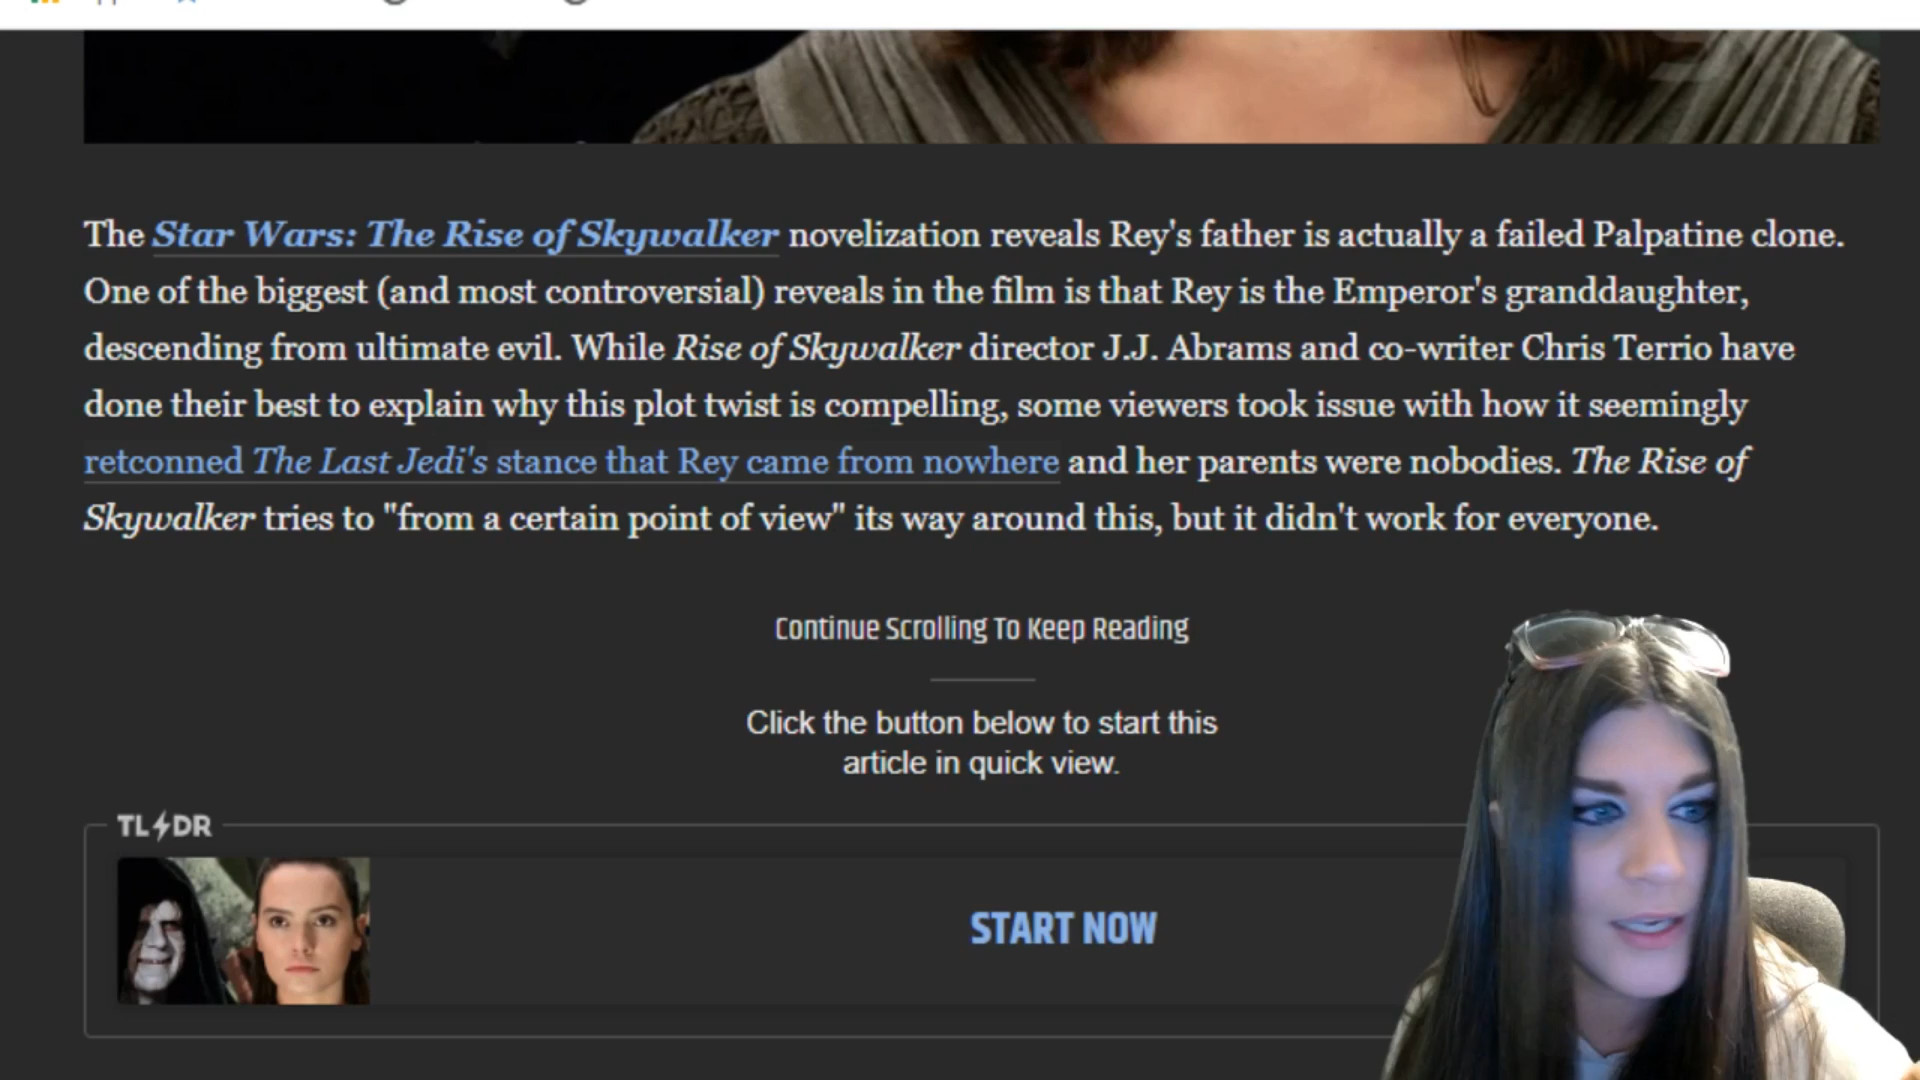 The Star Wars: The Rise of Skywalker novelization reveals Rey's father is actually a failed Palpatine clone.
One of the biggest (and most controversial) reveals in the film is that Rey is the Emperor's granddaughter,
descending from ultimate evil. While Rise of Skywalker director J.J. Abrams and co-writer Chris Terrio have
done their best to explain why this plot twist is compelling, some viewers took issue with how it seemingly
retconned The Last Jedi's stance that Rey came from nowhere and her parents were nobodies. The Rise of
Skywalker tries to "from a certain point of view" its way around this, but it didn't work for everyone.
Continue Scrolling To Keep Reading
Click the button below to start this
article in quick view.
TL DR
START NOW